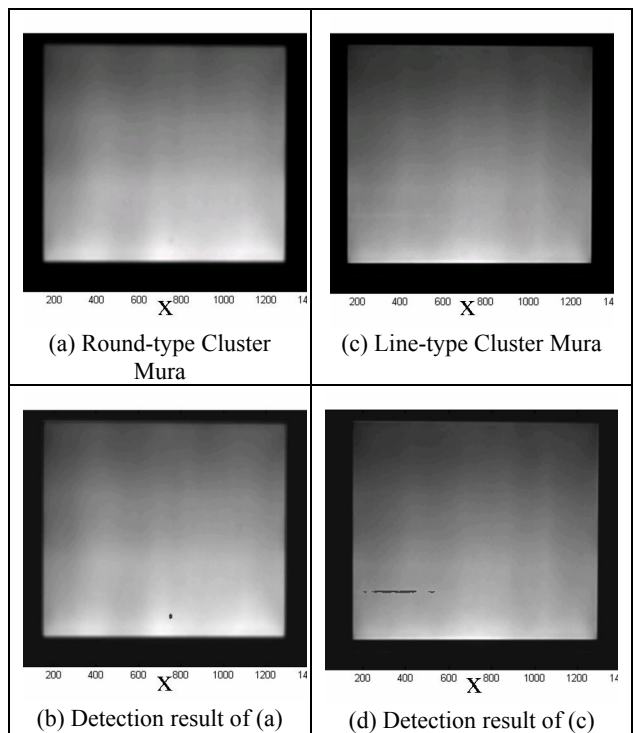 200 400 600 800 1000 1200 14
X
(a) Round-type Cluster
Mura
200 400 600 800 1000 1200 14
X
(c) Line-type Cluster Mura
200 400 600 800 1000 1200 14
X
(b) Detection result of (a)
200 400 600 800 1000 1200
X
(d) Detection result of (c)